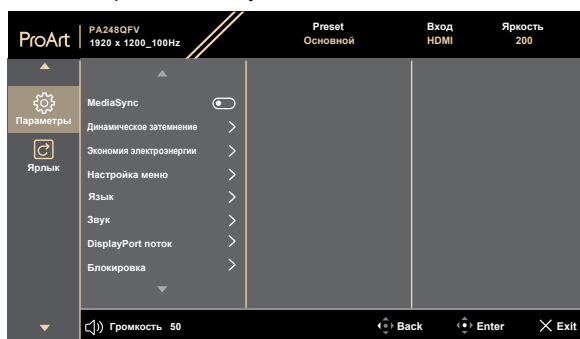 ProArt
PA248QFV
1920 x 1200_100Hz
Preset
Основной
Вход
HDMI
Яркость
200
Параметры
Ярлык
MediaSync
Динамическое затемнение
Экономия электроэнергии
Настройка меню
Язык
Звук
DisplayPort поток
Блокировка
Громкость 50
Back
Enter
Exit